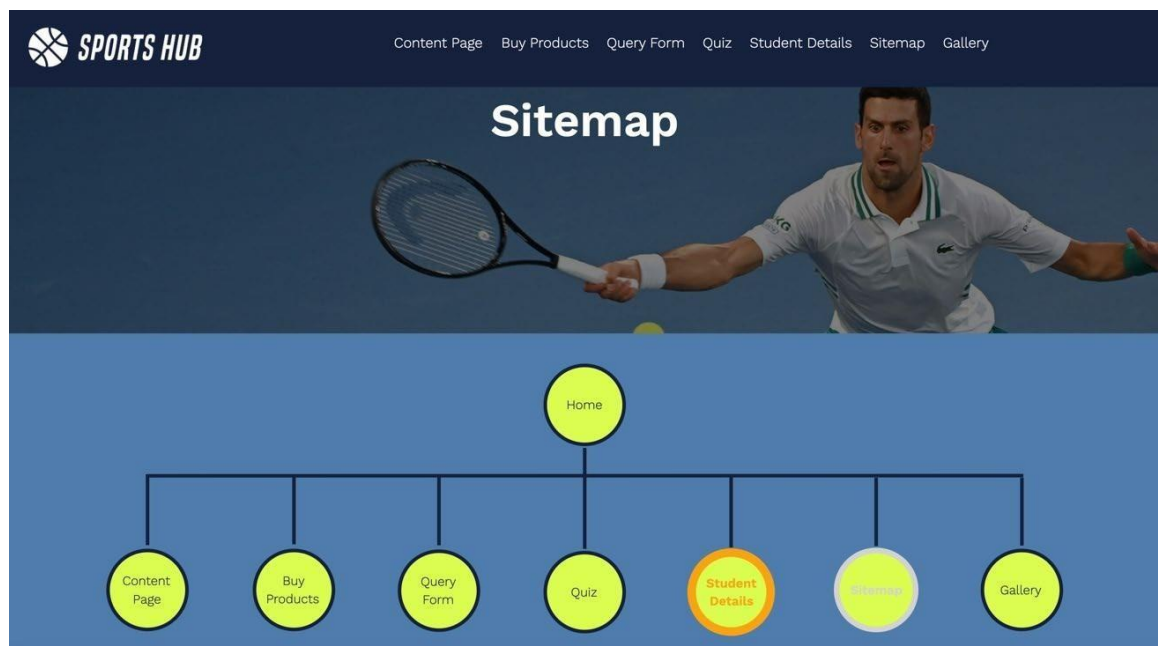 SPORTS HUB
Content Page Buy Products Query Form Quiz Student Details Sitemap Gallery
Sitemap
Home
Content
Page
Buy
Products
Query
Form
Quiz
Student
Details
Sitemap
Gallery